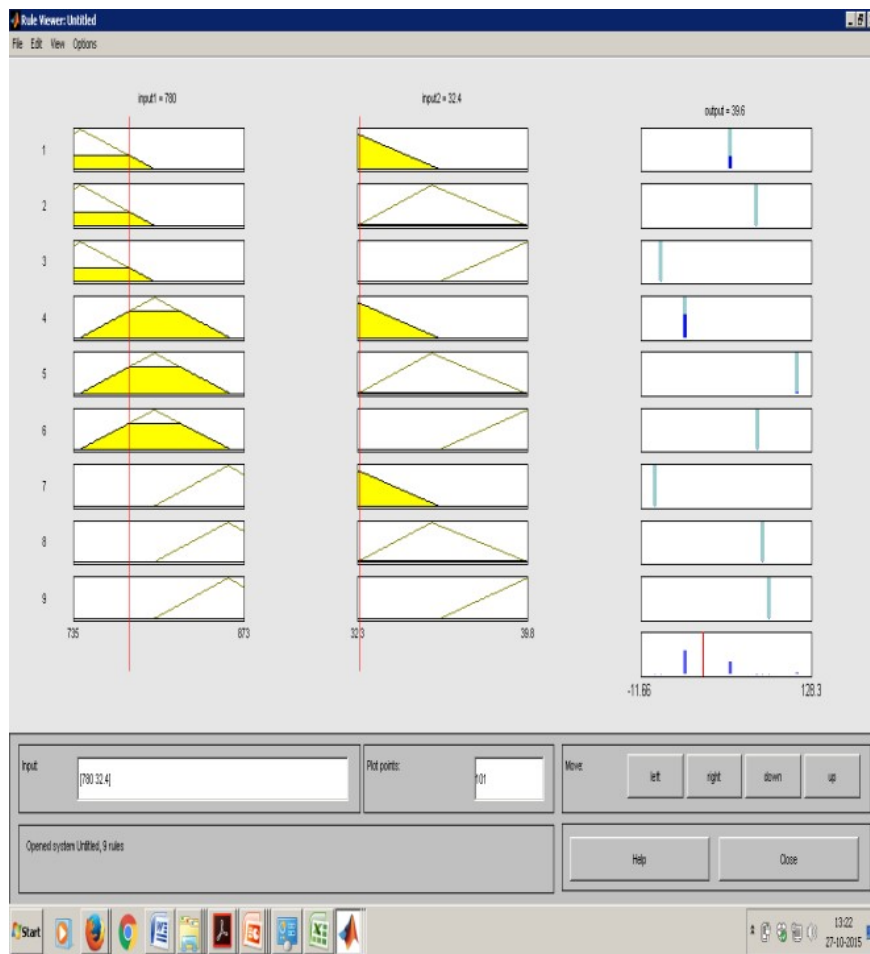 Rule Viewer: Untitled
File Edit View Options
input1 = 780
input2 = 32.4
output = 39.6
1
2
3
4
5
6
7
8
9
735 873
32.3 39.8
-11.66 128.3
Input:
[780 32.4]
Plot points:
101
Move:
left
right
down
up
Opened system Untitled, 9 rules
Help
Close
Start
13:22
27-10-2015